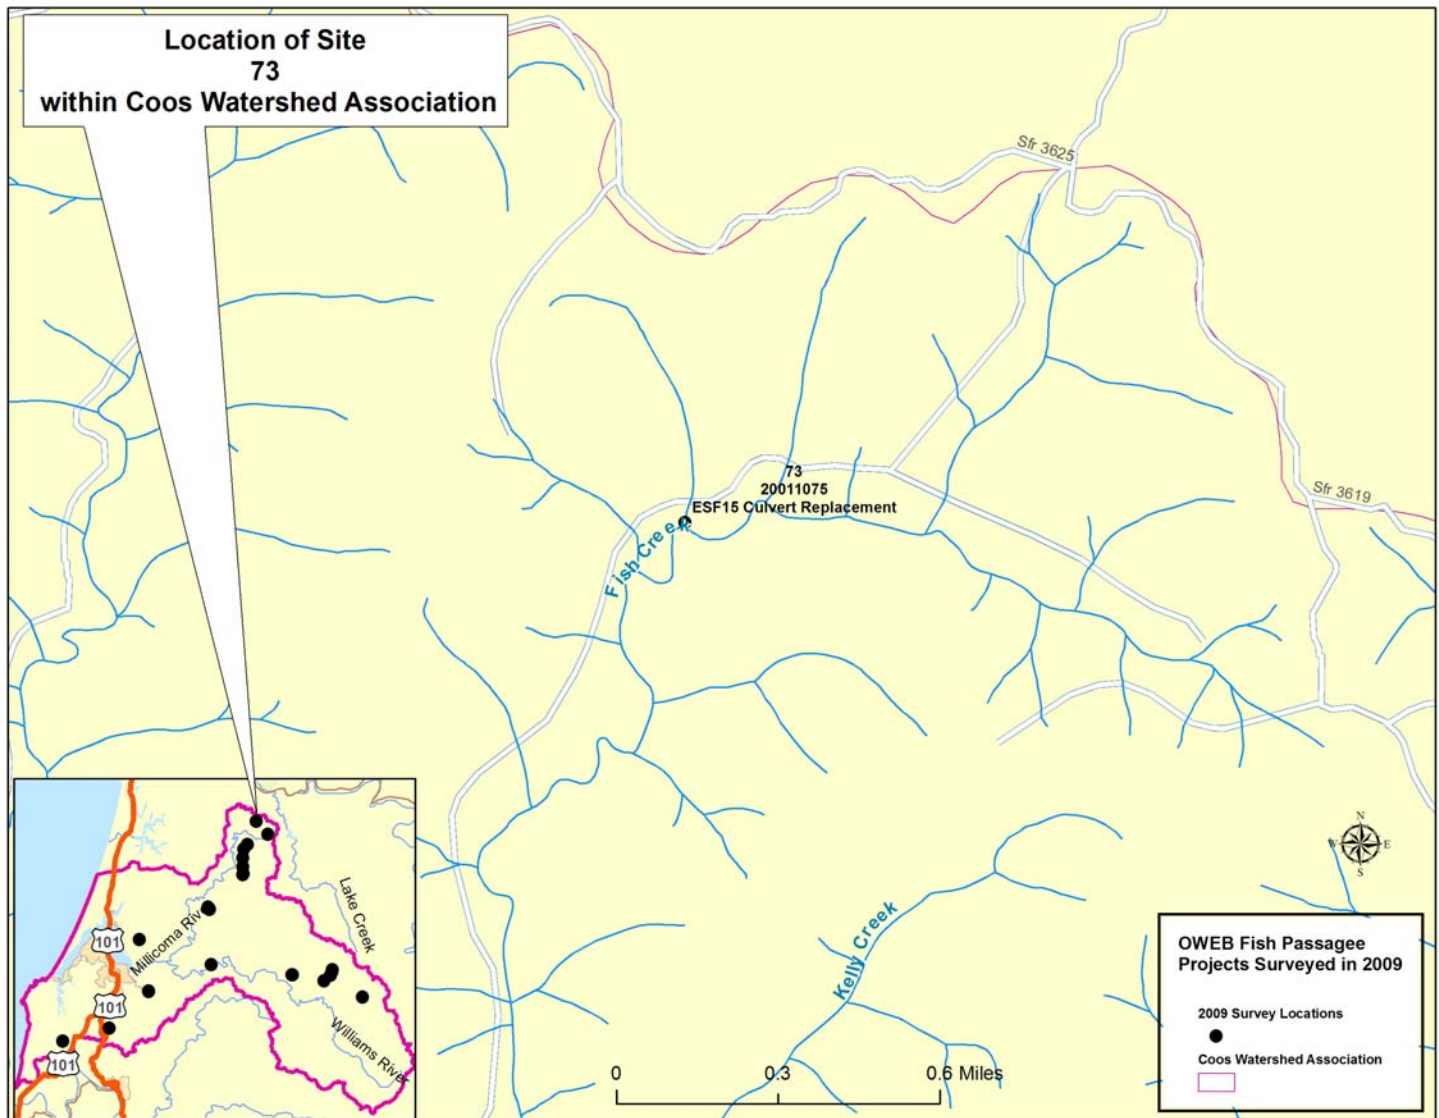 Location of Site
73
within Coos Watershed Association
Sfr 3625
Sfr 3619
73
20011075
ESF15 Culvert Replacement
Fish Creek
Kelly Creek
Lake Creek
Millicoma River
Williams River
101
101
101
N
W
E
S
0
0.3
0.6 Miles
OWEB Fish Passagee
Projects Surveyed in 2009
2009 Survey Locations
Coos Watershed Association